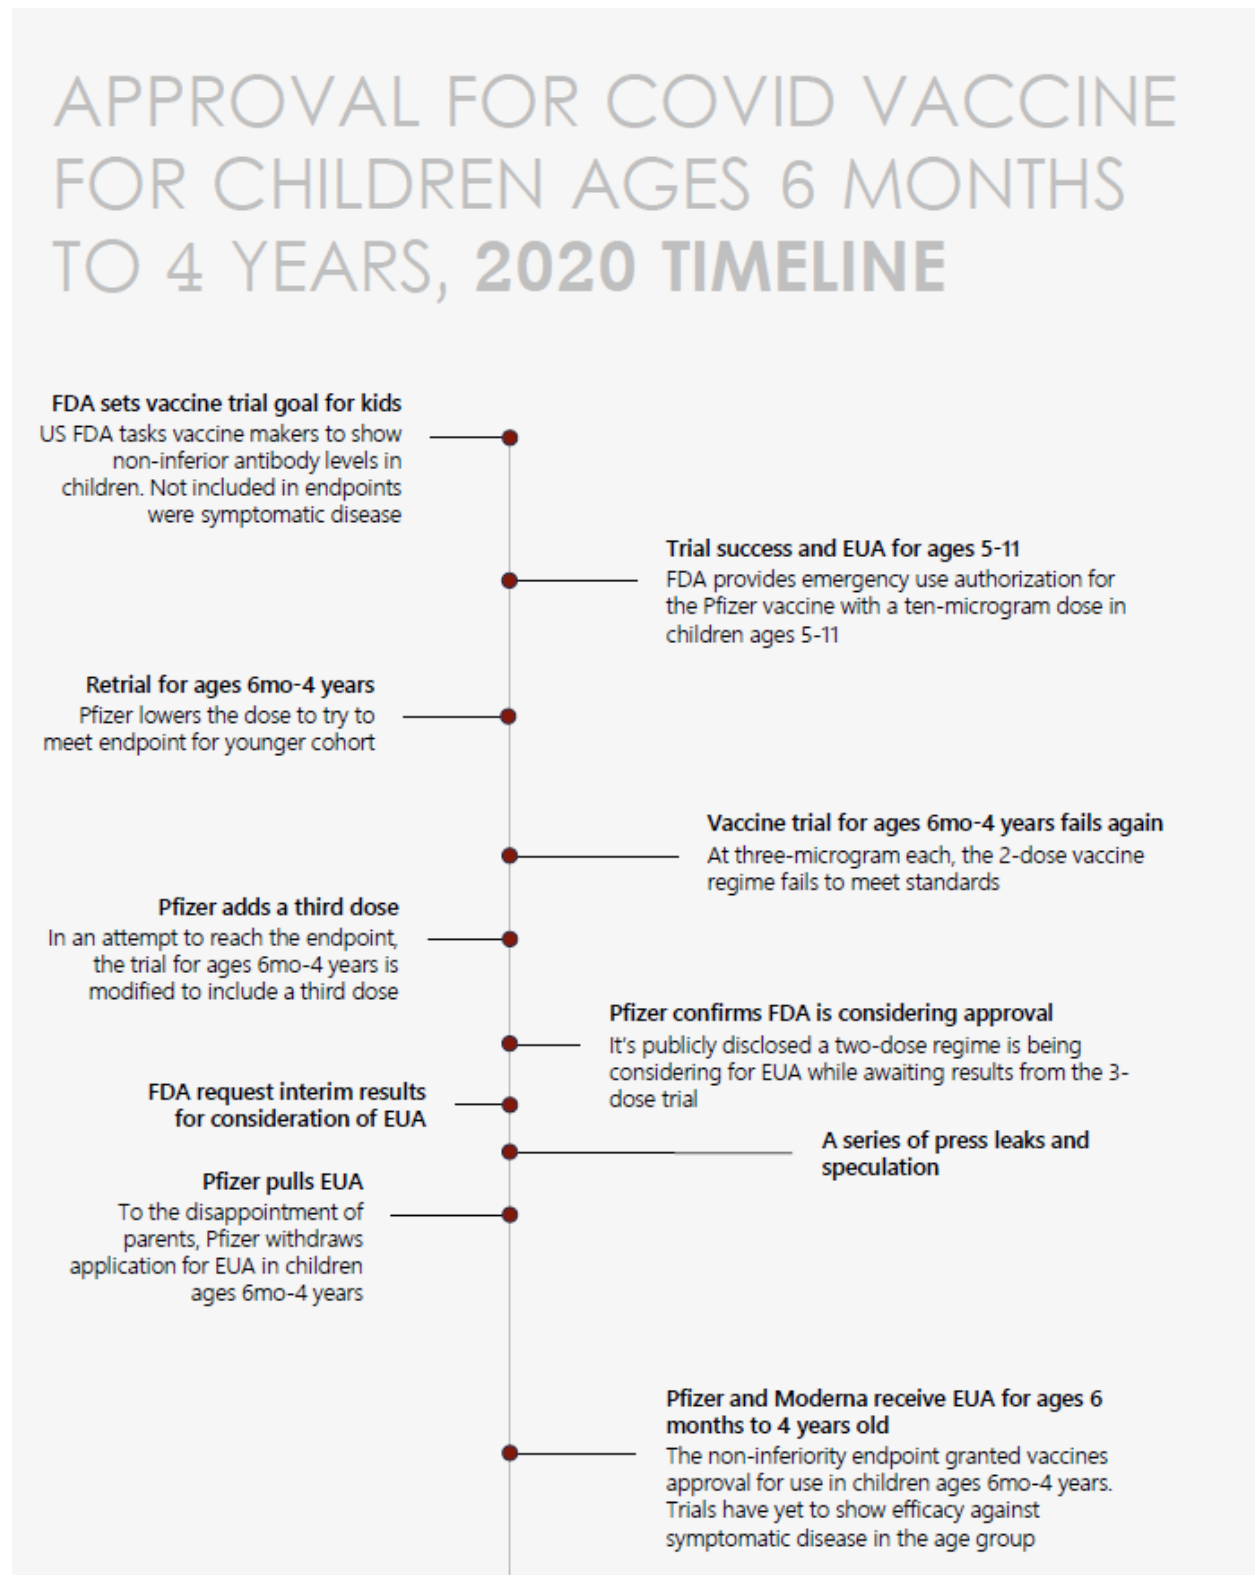 APPROVAL FOR COVID VACCINE
FOR CHILDREN AGES 6 MONTHS
TO 4 YEARS, 2020 TIMELINE
FDA sets vaccine trial goal for kids
US FDA tasks vaccine makers to show
non-inferior antibody levels in
children. Not included in endpoints
were symptomatic disease
Trial success and EUA for ages 5-11
FDA provides emergency use authorization for
the Pfizer vaccine with a ten-microgram dose in
children ages 5-11
Retrial for ages 6mo-4 years
Pfizer lowers the dose to try to
meet endpoint for younger cohort
Vaccine trial for ages 6mo-4 years fails again
At three-microgram each, the 2-dose vaccine
regime fails to meet standards
Pfizer adds a third dose
In an attempt to reach the endpoint,
the trial for ages 6mo-4 years is
modified to include a third dose
Pfizer confirms FDA is considering approval
It's publicly disclosed a two-dose regime is being
considering for EUA while awaiting results from the 3-
dose trial
FDA request interim results
for consideration of EUA
A series of press leaks and
speculation
Pfizer pulls EUA
To the disappointment of
parents, Pfizer withdraws
application for EUA in children
ages 6mo-4 years
Pfizer and Moderna receive EUA for ages 6
months to 4 years old
The non-inferiority endpoint granted vaccines
approval for use in children ages 6mo-4 years.
Trials have yet to show efficacy against
symptomatic disease in the age group